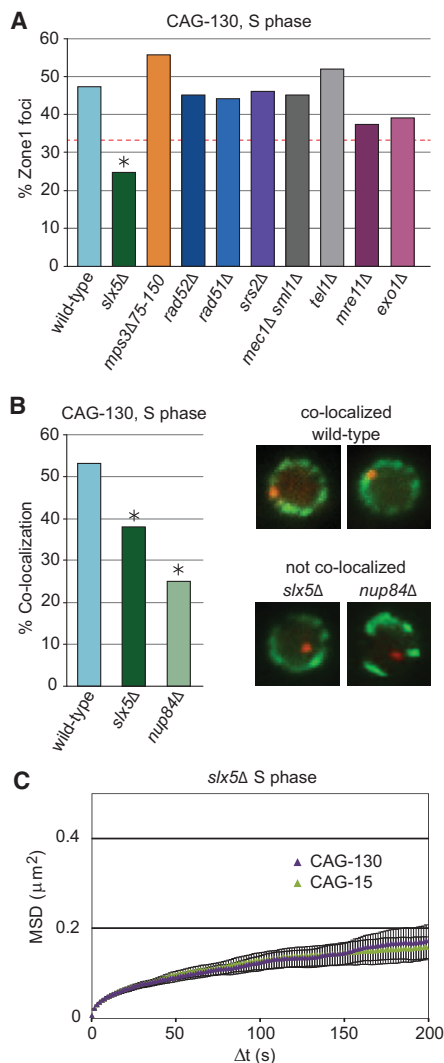 A
CAG-130, S phase
% Zone1 foci
60
50
40
30
20
10
0
*
wild-type
slx5Δ
mps3Δ75-150
rad52Δ
rad51Δ
srs2Δ
mec1Δ sml1Δ
tel1Δ
mre11Δ
exo1Δ
B
CAG-130, S phase
% Co-localization
60
50
40
30
20
10
0
*
*
wild-type
slx5Δ
nup84Δ
co-localized
wild-type
not co-localized
slx5Δ nup84Δ
C
slx5Δ S phase
MSD (μm²)
0.4
0.2
0
CAG-130
CAG-15
0 50 100 150 200
Δt (s)